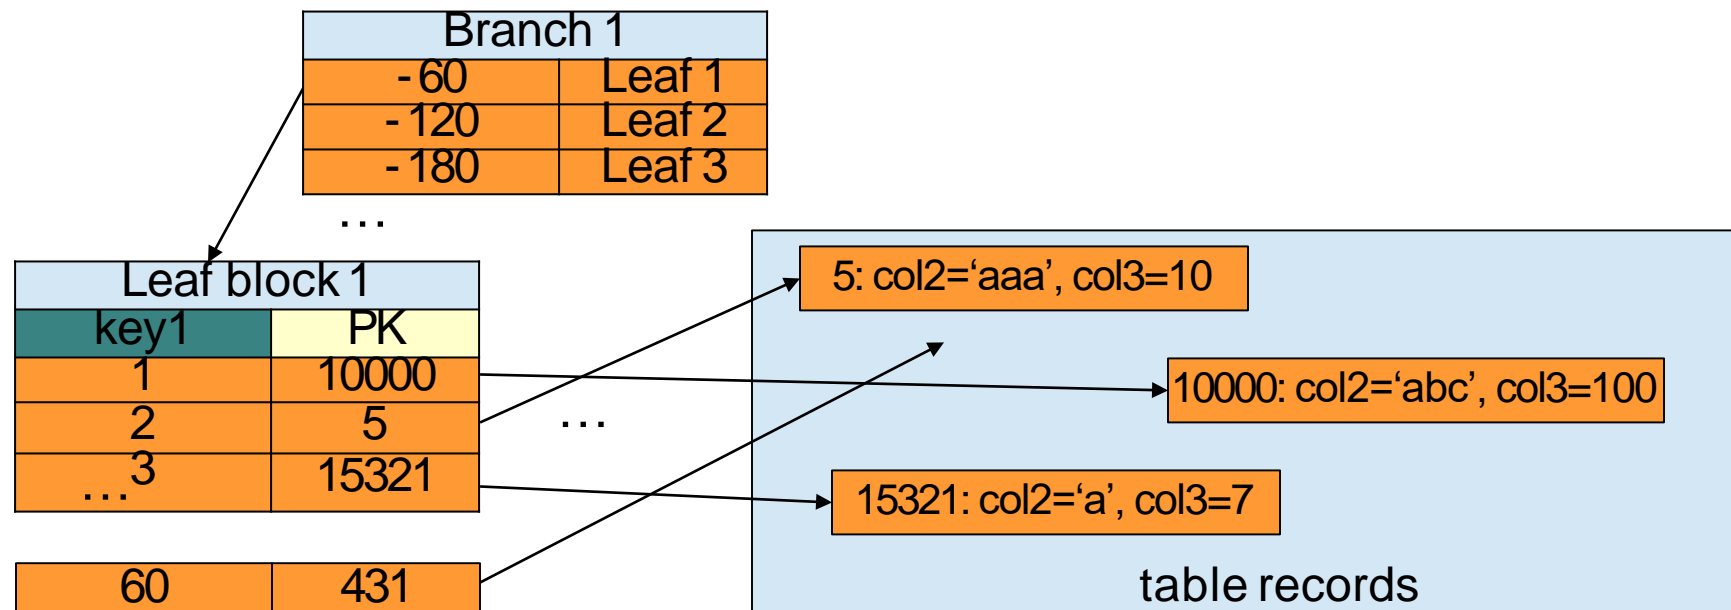 Branch 1
- 60 Leaf 1
- 120 Leaf 2
- 180 Leaf 3
…
Leaf block 1
key1 PK
1 10000
2 5
3 15321
…
60 431
…
5: col2=‘aaa’, col3=10
10000: col2=‘abc’, col3=100
15321: col2=‘a’, col3=7
table records